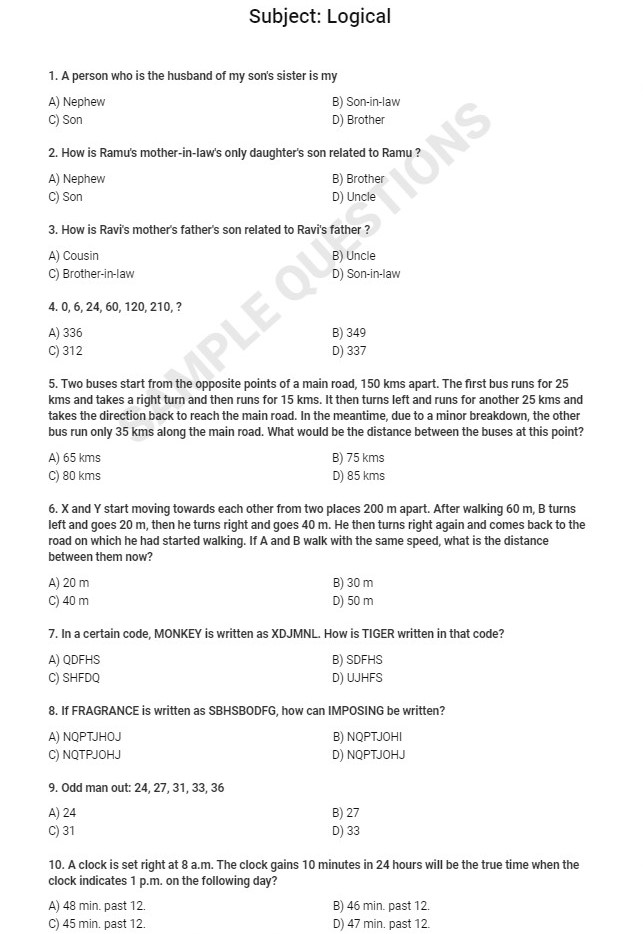 Subject: Logical
1. A person who is the husband of my son's sister is my
A) Nephew B) Son-in-law
C) Son D) Brother
2. How is Ramu's mother-in-law's only daughter's son related to Ramu ?
A) Nephew B) Brother
C) Son D) Uncle
3. How is Ravi's mother's father's son related to Ravi's father ?
A) Cousin B) Uncle
C) Brother-in-law D) Son-in-law
4. 0, 6, 24, 60, 120, 210, ?
A) 336 B) 349
C) 312 D) 337
5. Two buses start from the opposite points of a main road, 150 kms apart. The first bus runs for 25
kms and takes a right turn and then runs for 15 kms. It then turns left and runs for another 25 kms and
takes the direction back to reach the main road. In the meantime, due to a minor breakdown, the other
bus run only 35 kms along the main road. What would be the distance between the buses at this point?
A) 65 kms B) 75 kms
C) 80 kms D) 85 kms
6. X and Y start moving towards each other from two places 200 m apart. After walking 60 m, B turns
left and goes 20 m, then he turns right and goes 40 m. He then turns right again and comes back to the
road on which he had started walking. If A and B walk with the same speed, what is the distance
between them now?
A) 20 m B) 30 m
C) 40 m D) 50 m
7. In a certain code, MONKEY is written as XDJMNL. How is TIGER written in that code?
A) QDFHS B) SDFHS
C) SHFDQ D) UJHFS
8. If FRAGRANCE is written as SBHSBODFG, how can IMPOSING be written?
A) NQPTJHOJ B) NQPTJOHI
C) NQTPJOHJ D) NQPTJOHJ
9. Odd man out: 24, 27, 31, 33, 36
A) 24 B) 27
C) 31 D) 33
10. A clock is set right at 8 a.m. The clock gains 10 minutes in 24 hours will be the true time when the
clock indicates 1 p.m. on the following day?
A) 48 min. past 12. B) 46 min. past 12.
C) 45 min. past 12. D) 47 min. past 12.
SAMPLE QUESTIONS